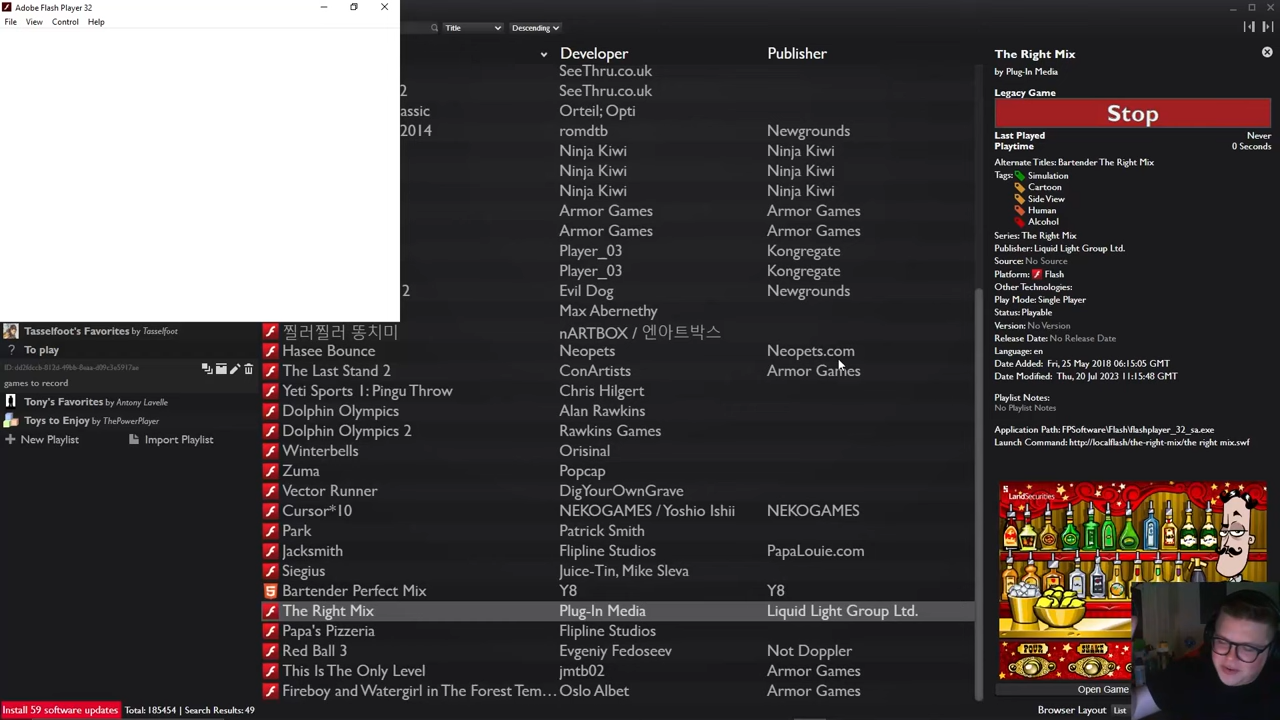 Adobe Flash Player 32
File View Control Help
Title Descending
Developer Publisher
SeeThru.co.uk
2 SeeThru.co.uk
assic Orteil; Opti
2014 romdtb Newgrounds
Ninja Kiwi Ninja Kiwi
Ninja Kiwi Ninja Kiwi
Ninja Kiwi Ninja Kiwi
Armor Games Armor Games
Armor Games Armor Games
Player_03 Kongregate
Player_03 Kongregate
2 Evil Dog Newgrounds
Max Abernethy
찔러찔러 똥치미 nARTBOX / 엔아트박스
Hasee Bounce Neopets Neopets.com
The Last Stand 2 ConArtists Armor Games
Yeti Sports 1: Pingu Throw Chris Hilgert
Dolphin Olympics Alan Rawkins
Dolphin Olympics 2 Rawkins Games
Winterbells Orisinal
Zuma Popcap
Vector Runner DigYourOwnGrave
Cursor*10 NEKOGAMES / Yoshio Ishii NEKOGAMES
Park Patrick Smith
Jacksmith Flipline Studios PapaLouie.com
Siegius Juice-Tin, Mike Sleva
Bartender Perfect Mix Y8 Y8
The Right Mix Plug-In Media Liquid Light Group Ltd.
Papa's Pizzeria Flipline Studios
Red Ball 3 Evgeniy Fedoseev Not Doppler
This Is The Only Level jmtb02 Armor Games
Fireboy and Watergirl in The Forest Tem... Oslo Albet Armor Games
Tasselfoot's Favorites by Tasselfoot
? To play
games to record
Tony's Favorites by Antony Lavelle
Toys to Enjoy by ThePowerPlayer
+ New Playlist Import Playlist
Install 59 software updates Total: 185454 | Search Results: 49
The Right Mix
by Plug-In Media
Legacy Game
Stop
Last Played Never
Playtime 0 Seconds
Alternate Titles: Bartender The Right Mix
Tags: Simulation
Cartoon
Side View
Human
Alcohol
Series: The Right Mix
Publisher: Liquid Light Group Ltd.
Source: No Source
Platform: Flash
Other Technologies:
Play Mode: Single Player
Status: Playable
Version: No Version
Release Date: No Release Date
Language: en
Date Added: Fri, 25 May 2018 06:15:05 GMT
Date Modified: Thu, 20 Jul 2023 11:15:48 GMT
Playlist Notes:
No Playlist Notes
Application Path: FPSoftware\Flash\flashplayer_32_sa.exe
Launch Command: http://localflash/the-right-mix/the right mix.swf
LandSecurities
POUR SHAKE
Open Game
Browser Layout List